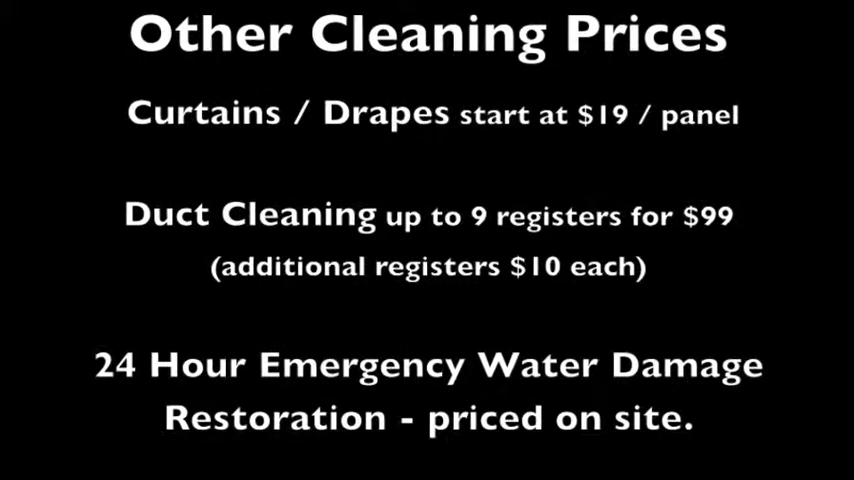 Other Cleaning Prices
Curtains / Drapes start at $19 / panel
Duct Cleaning up to 9 registers for $99
(additional registers $10 each)
24 Hour Emergency Water Damage
Restoration - priced on site.